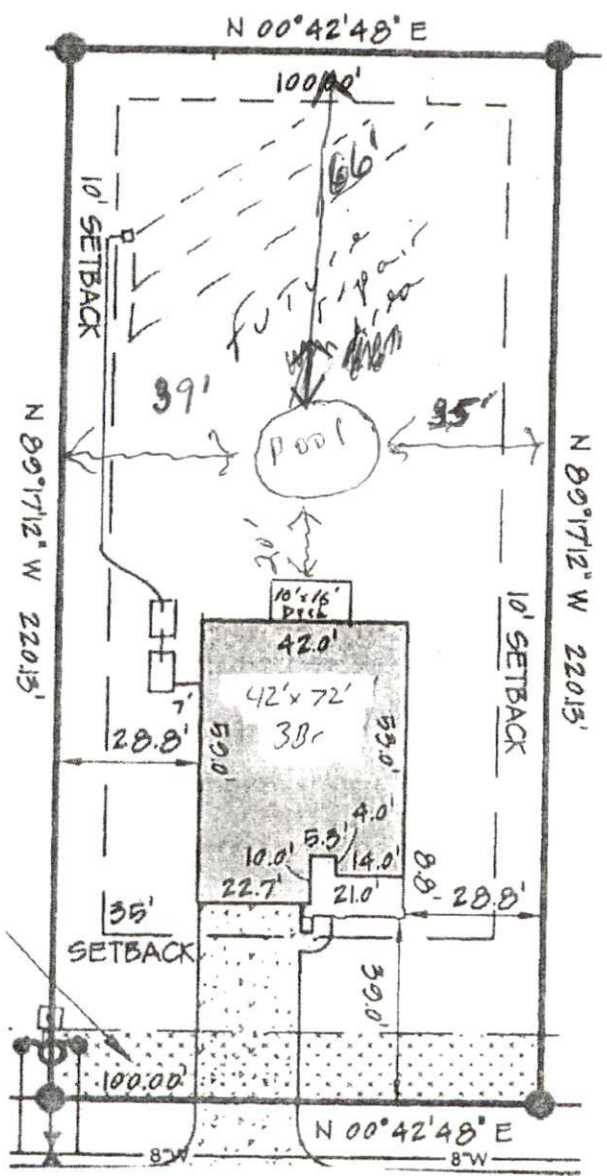 N 00°42'48" E
100.00'
66'
10' SETBACK
future
39'
35'
pool
N 89°17'12" W 220.13'
N 89°17'12" W 220.13'
20'
10'x16'
Deck
42.0'
10' SETBACK
42'x72'
3Br
7'
28.8'
59.0'
53.0'
4.0'
5.3'
10.0'
14.0'
22.7'
21.0'
8.8
28.8'
35'
SETBACK
39.0'
100.00'
N 00°42'48" E
8"W
8"W